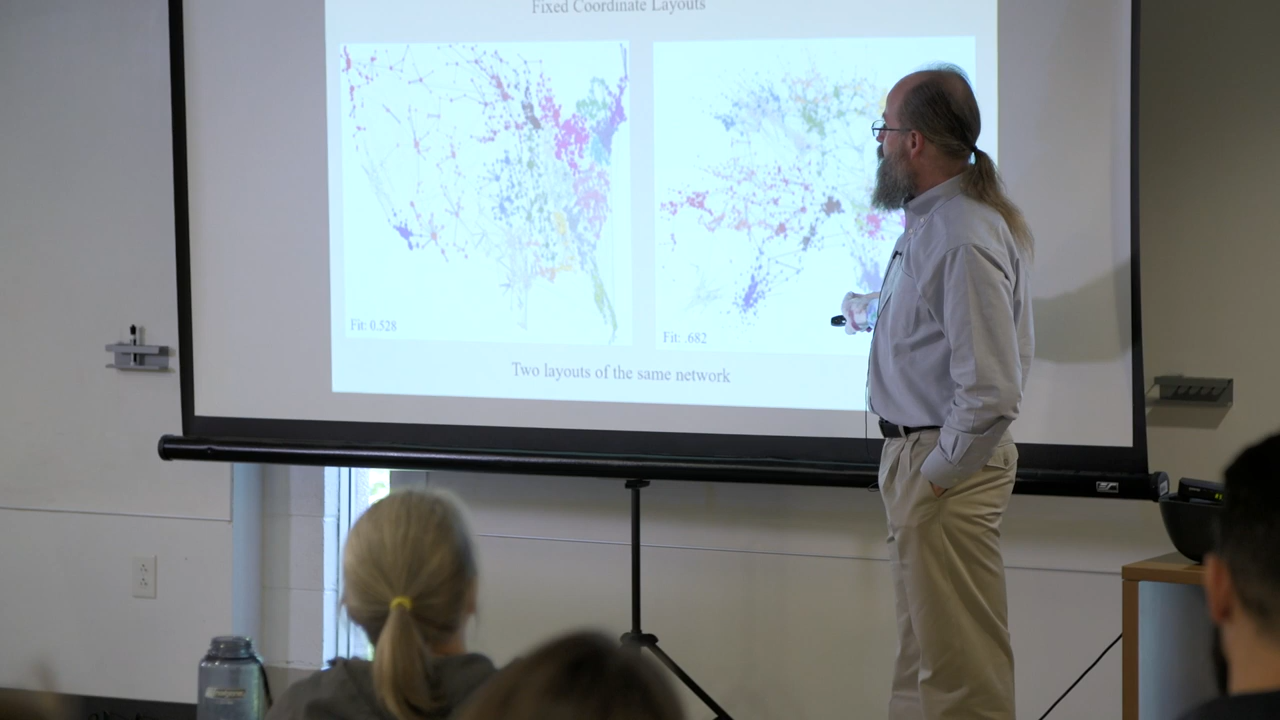 Fixed Coordinate Layouts
Fit: 0.528
Fit: .682
Two layouts of the same network